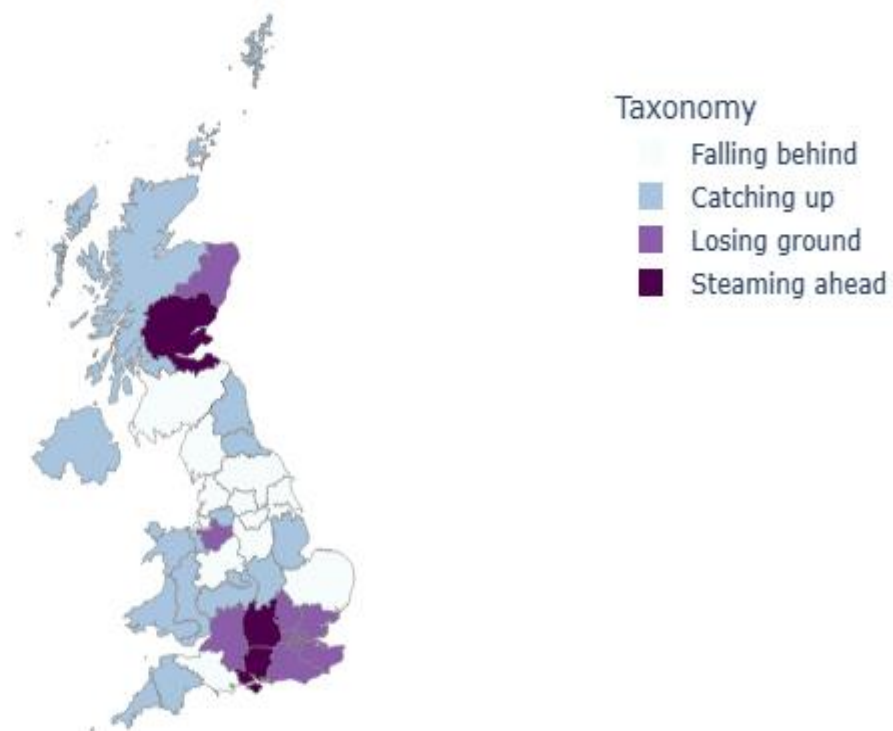 Taxonomy
Falling behind
Catching up
Losing ground
Steaming ahead